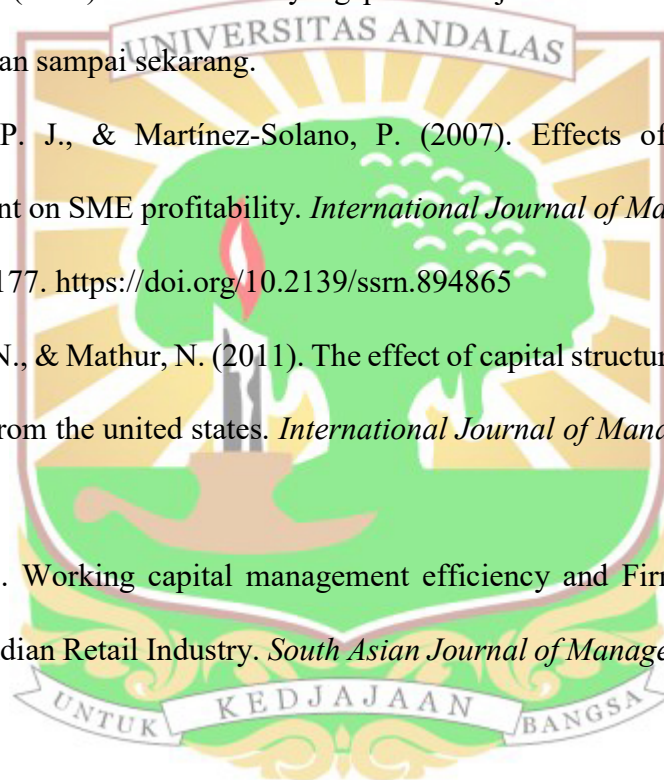 UNIVERSITAS ANDALAS
an sampai sekarang.
P. J., & Martínez-Solano, P. (2007). Effects of
nt on SME profitability. International Journal of Ma
177. https://doi.org/10.2139/ssrn.894865
N., & Mathur, N. (2011). The effect of capital structur
rom the united states. International Journal of Mana
. Working capital management efficiency and Fir
dian Retail Industry. South Asian Journal of Manage
UNTUK KEDJAJAAN BANGSA